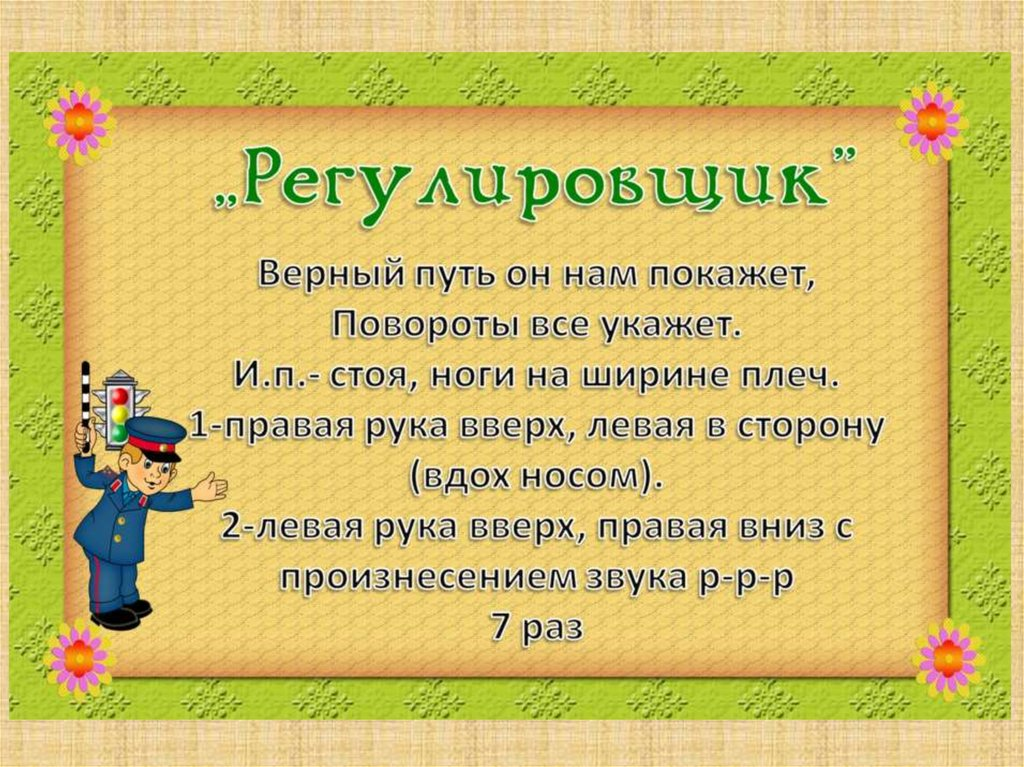 „Регулировщик”
Верный путь он нам покажет,
Повороты все укажет.
И.п.- стоя, ноги на ширине плеч.
1-правая рука вверх, левая в сторону
(вдох носом).
2-левая рука вверх, правая вниз с
произнесением звука р-р-р
7 раз